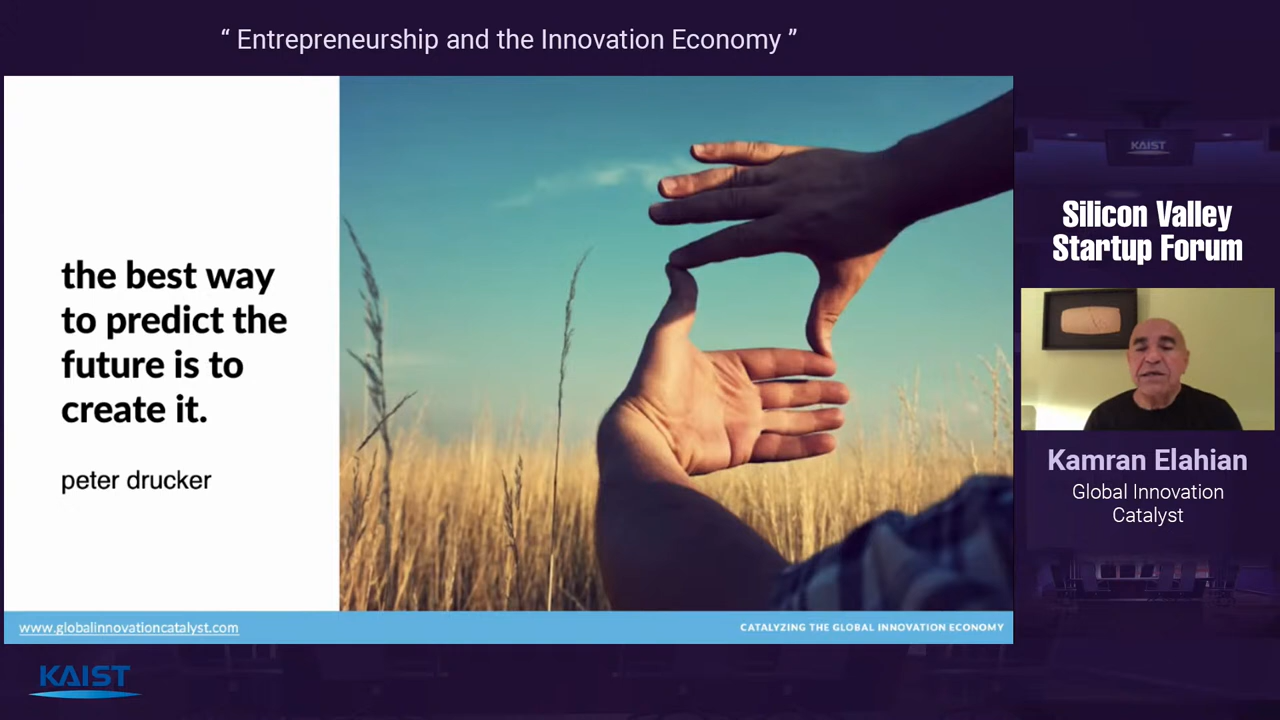 “ Entrepreneurship and the Innovation Economy ”
the best way
to predict the
future is to
create it.
peter drucker
www.globalinnovationcatalyst.com
CATALYZING THE GLOBAL INNOVATION ECONOMY
KAIST
KAIST
Silicon Valley
Startup Forum
Kamran Elahian
Global Innovation
Catalyst